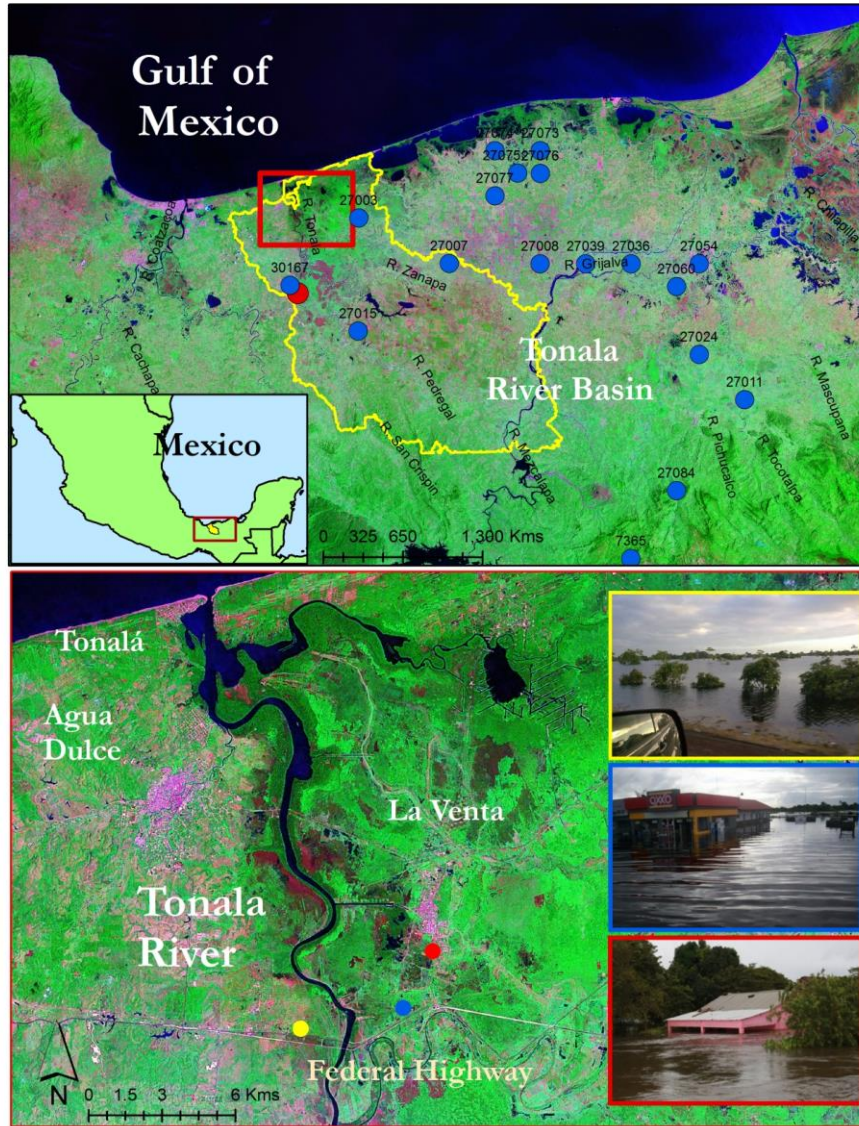 Gulf of
Mexico
27074
27073
27075
27076
27077
27003
R. Tonala
R. Coatzacoa
27007
27008
27039
27036
27054
R. Grijalva
27060
R. Chilapilla
R. Zanapa
30167
27015
27024
27011
R. Cachapa
R. Pedregal
Tonala
River Basin
R. Mascupana
R. San Crispin
R. Mezcalapa
R. Pichucalco
R. Tocotalpa
27084
7365
Mexico
0 325 650 1,300 Kms
Tonalá
Agua
Dulce
La Venta
OXXO
Tonala
River
Federal Highway
N
0 1.5 3 6 Kms